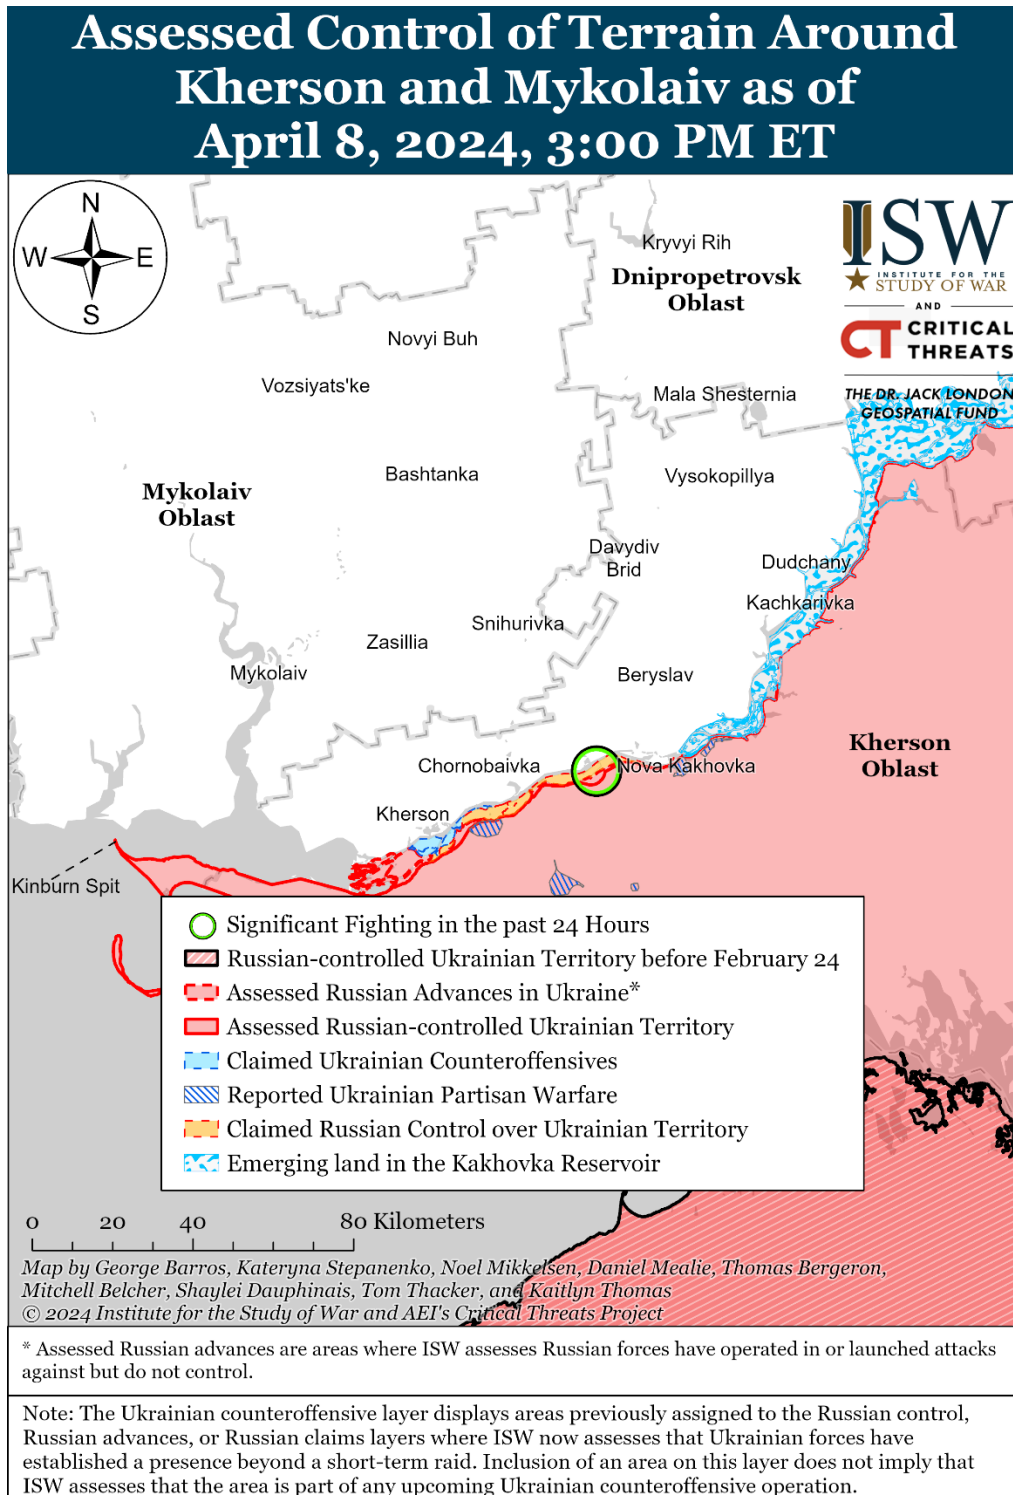 Assessed Control of Terrain Around
Kherson and Mykolaiv as of
April 8, 2024, 3:00 PM ET
N
W
E
S
ISW
INSTITUTE FOR THE
STUDY OF WAR
AND
CT CRITICAL
THREATS
THE DR. JACK LONDON
GEOSPATIAL FUND
Kryvyi Rih
Dnipropetrovsk
Oblast
Novyi Buh
Vozsiyats'ke
Mala Shesternia
Bashtanka
Vysokopillya
Mykolaiv
Oblast
Davydiv
Brid
Dudchany
Kachkarivka
Snihurivka
Zasillia
Mykolaiv
Beryslav
Kherson
Oblast
Chornobaivka
Nova Kakhovka
Kherson
Kinburn Spit
Significant Fighting in the past 24 Hours
Russian-controlled Ukrainian Territory before February 24
Assessed Russian Advances in Ukraine*
Assessed Russian-controlled Ukrainian Territory
Claimed Ukrainian Counteroffensives
Reported Ukrainian Partisan Warfare
Claimed Russian Control over Ukrainian Territory
Emerging land in the Kakhovka Reservoir
0 20 40 80 Kilometers
Map by George Barros, Kateryna Stepanenko, Noel Mikkelsen, Daniel Mealie, Thomas Bergeron,
Mitchell Belcher, Shaylei Dauphinais, Tom Thacker, and Kaitlyn Thomas
© 2024 Institute for the Study of War and AEI's Critical Threats Project
* Assessed Russian advances are areas where ISW assesses Russian forces have operated in or launched attacks
against but do not control.
Note: The Ukrainian counteroffensive layer displays areas previously assigned to the Russian control,
Russian advances, or Russian claims layers where ISW now assesses that Ukrainian forces have
established a presence beyond a short-term raid. Inclusion of an area on this layer does not imply that
ISW assesses that the area is part of any upcoming Ukrainian counteroffensive operation.